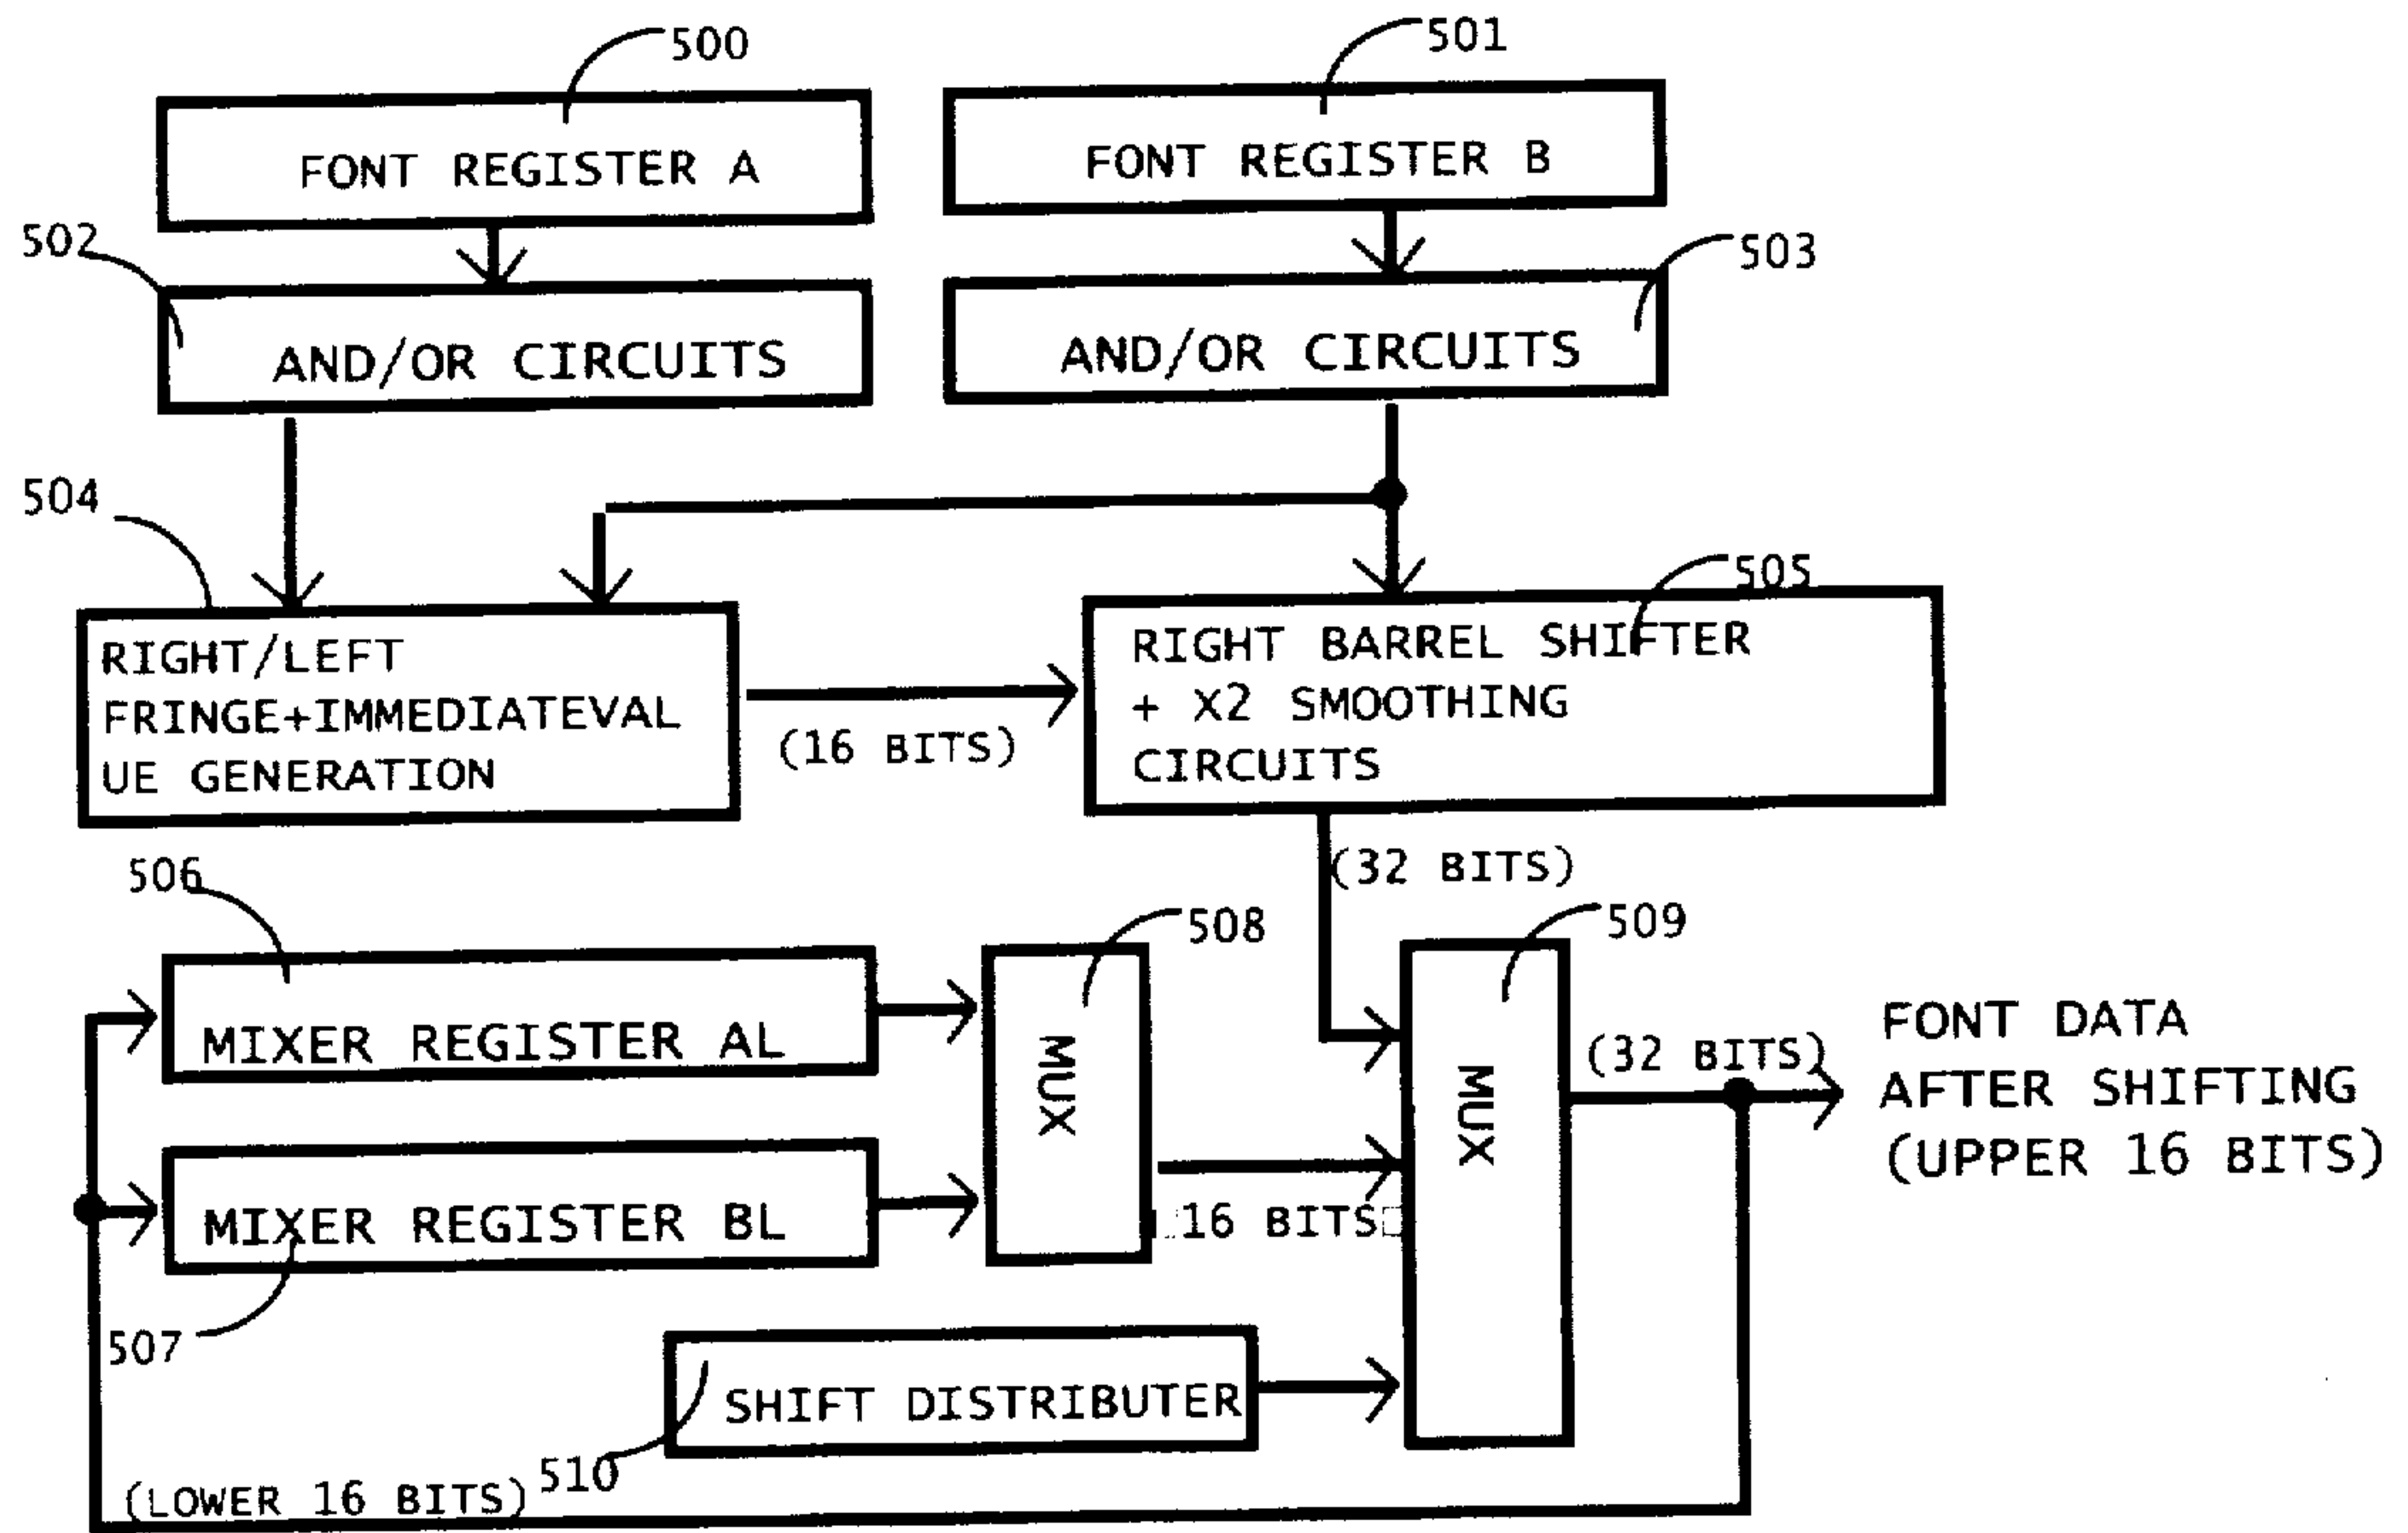 500
501
FONT REGISTER A
FONT REGISTER B
502
503
AND/OR CIRCUITS
AND/OR CIRCUITS
504
505
RIGHT/LEFT
FRINGE+IMMEDIATEVAL
UE GENERATION
(16 BITS)
RIGHT BARREL SHIFTER
+ X2 SMOOTHING
CIRCUITS
(32 BITS)
506
508
509
MIXER REGISTER AL
MUX
MUX
(32 BITS)
FONT DATA
AFTER SHIFTING
(UPPER 16 BITS)
MIXER REGISTER BL
16 BITS
507
SHIFT DISTRIBUTER
510
(LOWER 16 BITS)